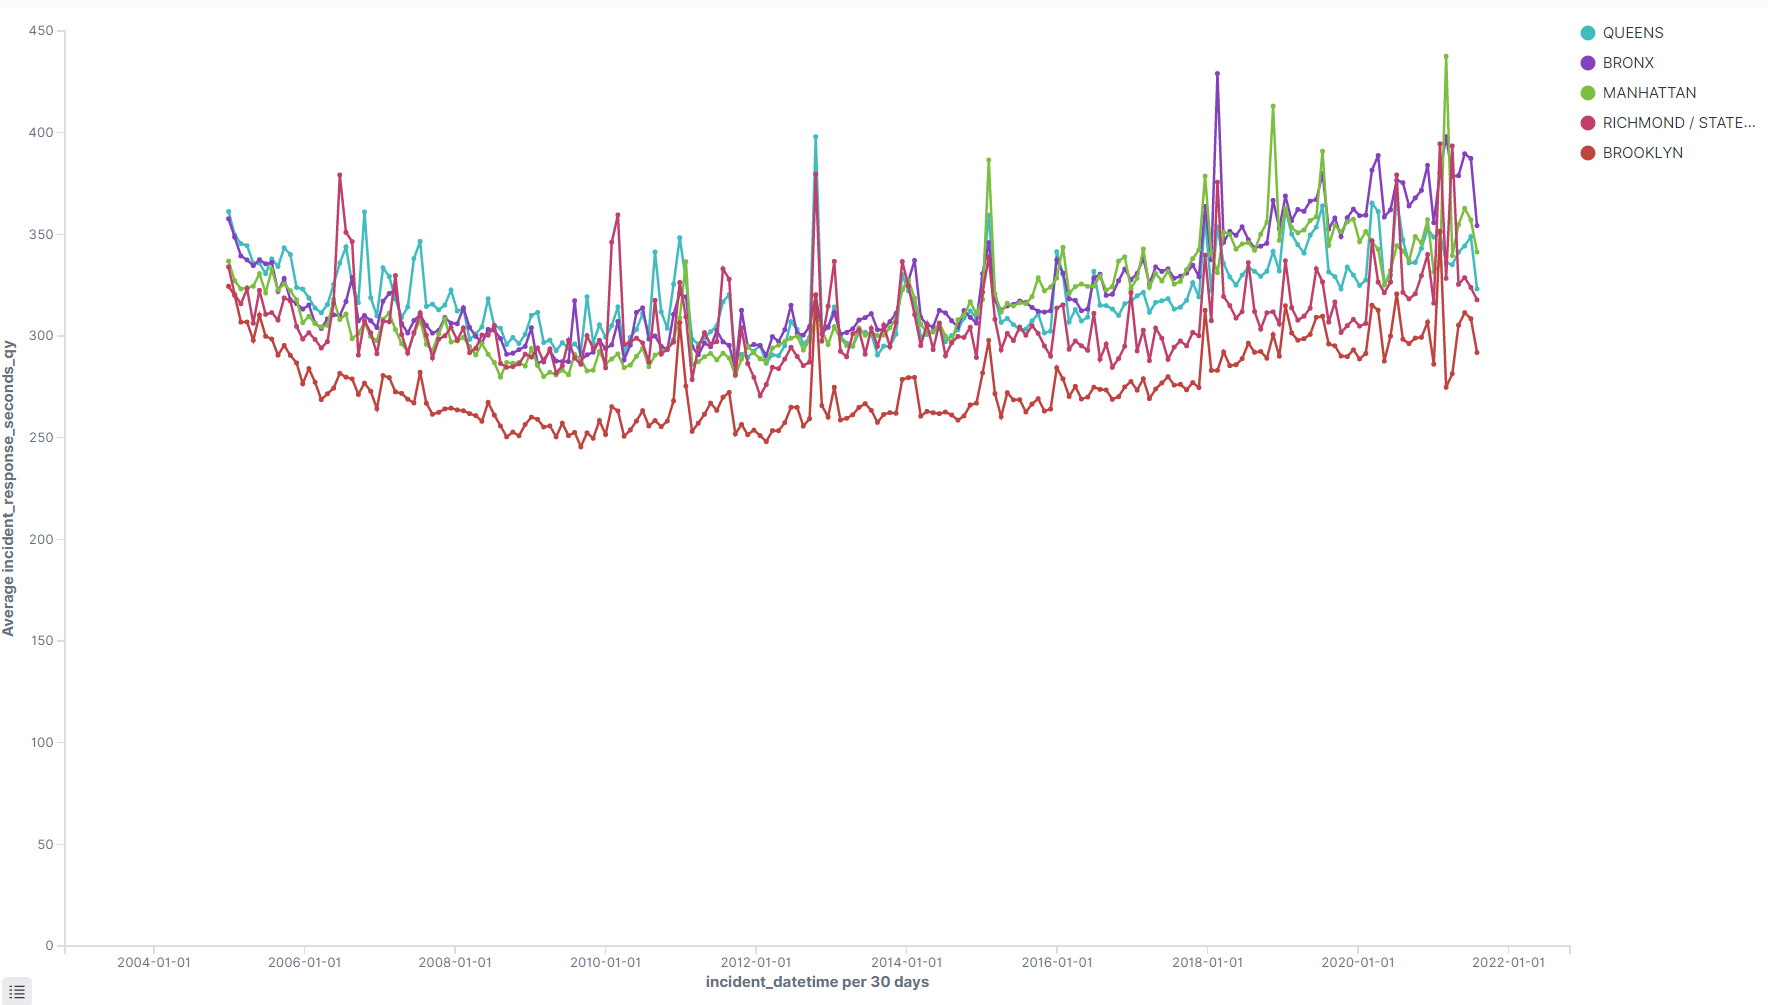 450
400
350
300
250
200
150
100
50
0
Average incident_response_seconds_qy
2004-01-01
2006-01-01
2008-01-01
2010-01-01
2012-01-01
2014-01-01
2016-01-01
2018-01-01
2020-01-01
2022-01-01
incident_datetime per 30 days
QUEENS
BRONX
MANHATTAN
RICHMOND / STATE...
BROOKLYN